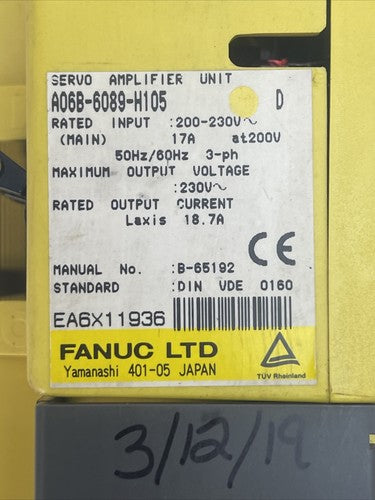 SERVO AMPLIFIER UNIT
A06B-6089-H105 D
RATED INPUT :200-230V~
(MAIN) 17A at200V
50Hz/60Hz 3-ph
MAXIMUM OUTPUT VOLTAGE
:230V~
RATED OUTPUT CURRENT
Laxis 18.7A
CE
MANUAL No. :B-65192
STANDARD :DIN VDE 0160
EA6X11936
FANUC LTD
Yamanashi 401-05 JAPAN
TÜV Rheinland
3/12/19